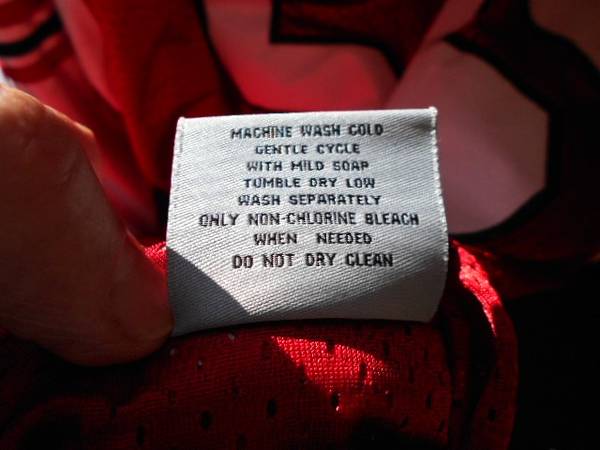 MACHINE WASH COLD
GENTLE CYCLE
WITH MILD SOAP
TUMBLE DRY LOW
WASH SEPARATELY
ONLY NON-CHLORINE BLEACH
WHEN NEEDED
DO NOT DRY CLEAN